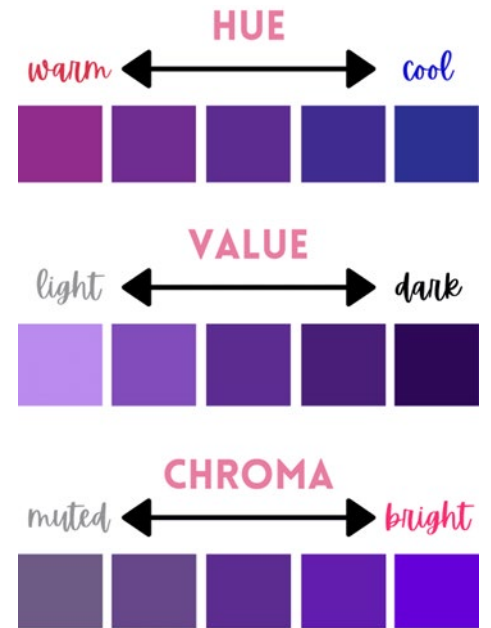 HUE
warm cool
VALUE
light dark
CHROMA
muted bright